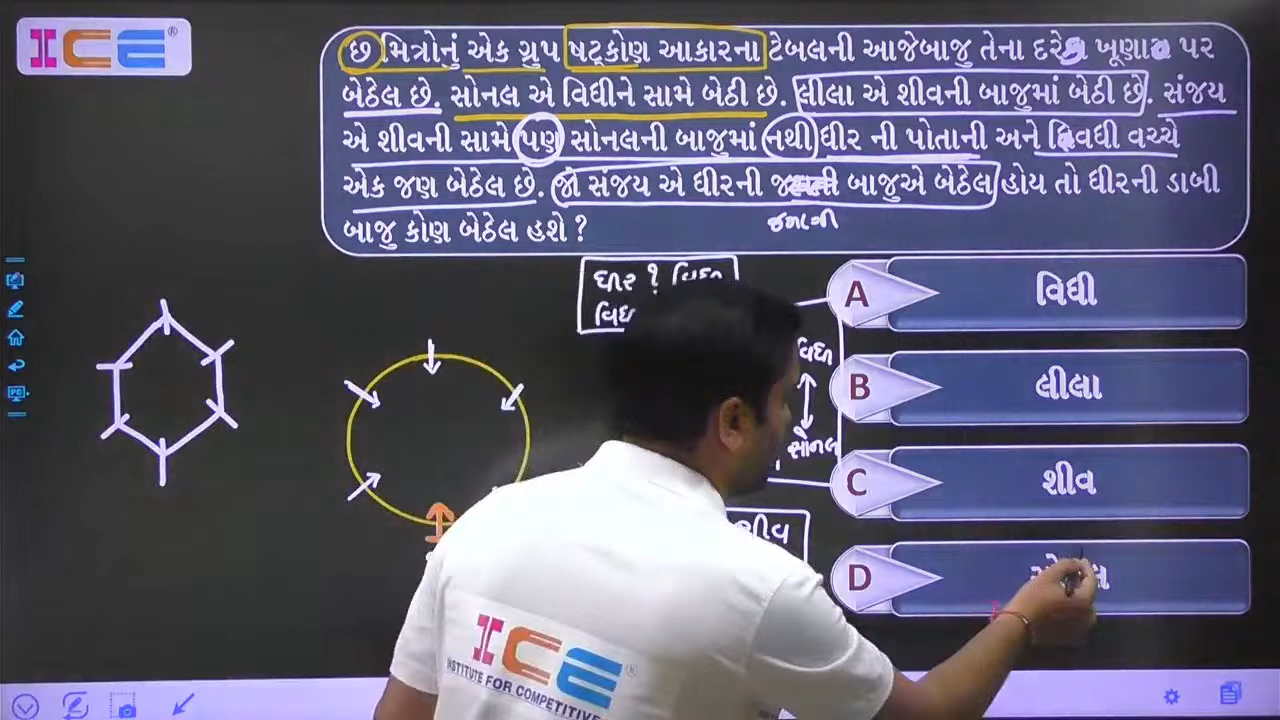 ICE®
છ મિત્રોનું એક ગ્રુપ ષટ્કોણ આકારના ટેબલની આજેબાજુ તેના દરેક ખૂણા પર
બેઠેલ છે. સોનલ એ વિધીને સામે બેઠી છે. લીલા એ શીવની બાજુમાં બેઠી છે. સંજય
એ શીવની સામે પણ સોનલની બાજુમાં નથી ધીર ની પોતાની અને વિધી વચ્ચે
એક જણ બેઠેલ છે. જો સંજય એ ધીરની બાજુએ બેઠેલ હોય તો ધીરની ડાબી
જમણી
બાજુ કોણ બેઠેલ હશે ?
ધીર ? વિધી
A વિધી
વિધી
B લીલા
સોનલ
C શીવ
શીવ
D
ICE®
INSTITUTE FOR COMPETITIVE